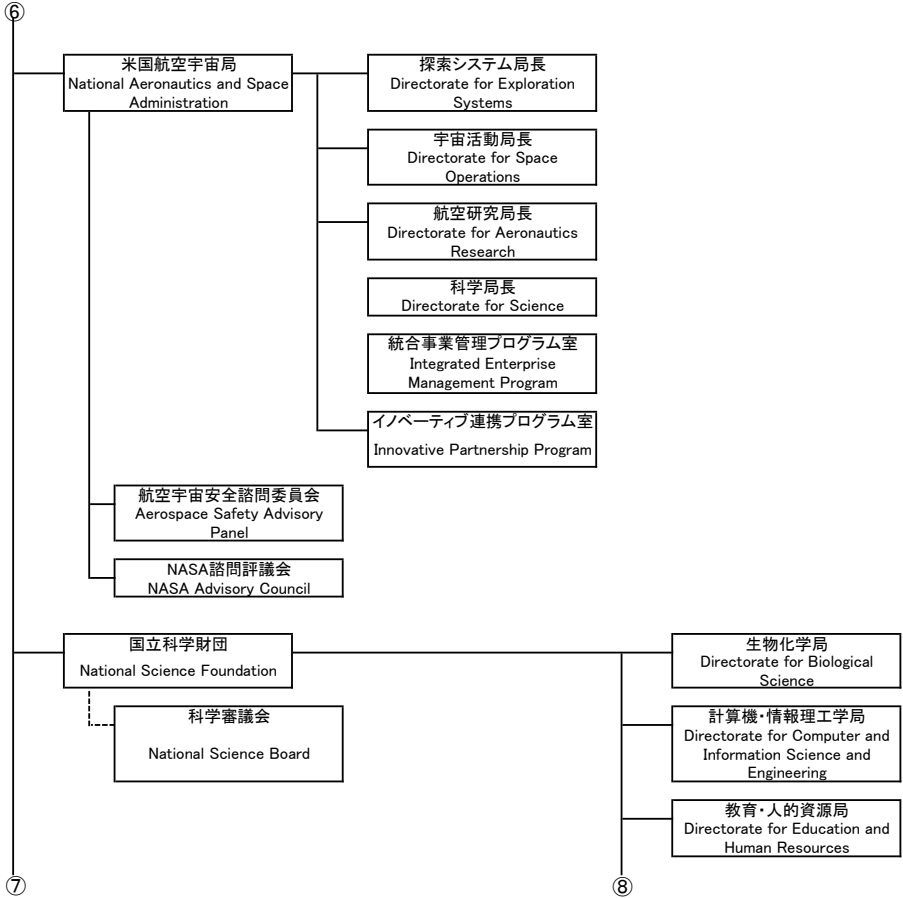 ⑥
米国航空宇宙局
National Aeronautics and Space
Administration
探索システム局長
Directorate for Exploration
Systems
宇宙活動局長
Directorate for Space
Operations
航空研究局長
Directorate for Aeronautics
Research
科学局長
Directorate for Science
統合事業管理プログラム室
Integrated Enterprise
Management Program
イノベーティブ連携プログラム室
Innovative Partnership Program
航空宇宙安全諮問委員会
Aerospace Safety Advisory
Panel
NASA諮問評議会
NASA Advisory Council
国立科学財団
National Science Foundation
科学審議会
National Science Board
生物化学局
Directorate for Biological
Science
計算機・情報理工学局
Directorate for Computer and
Information Science and
Engineering
教育・人的資源局
Directorate for Education and
Human Resources
⑦
⑧